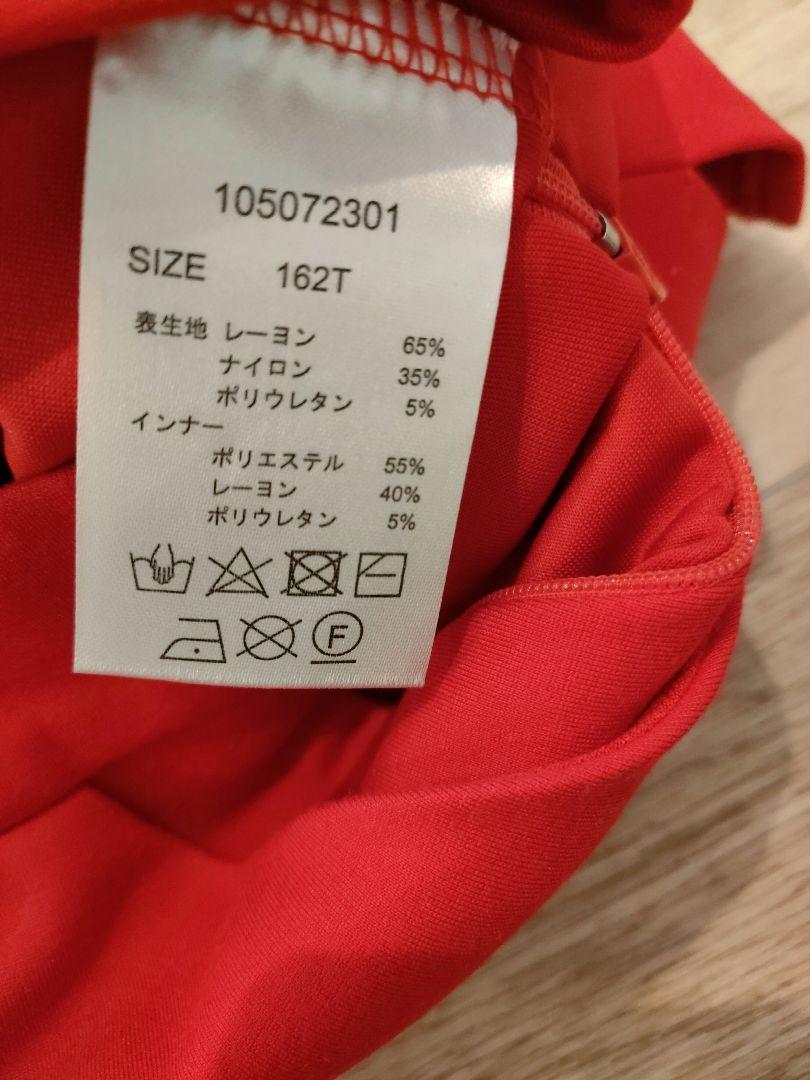 105072301
SIZE 162T
表生地 レーヨン 65%
ナイロン 35%
ポリウレタン 5%
インナー
ポリエステル 55%
レーヨン 40%
ポリウレタン 5%
F